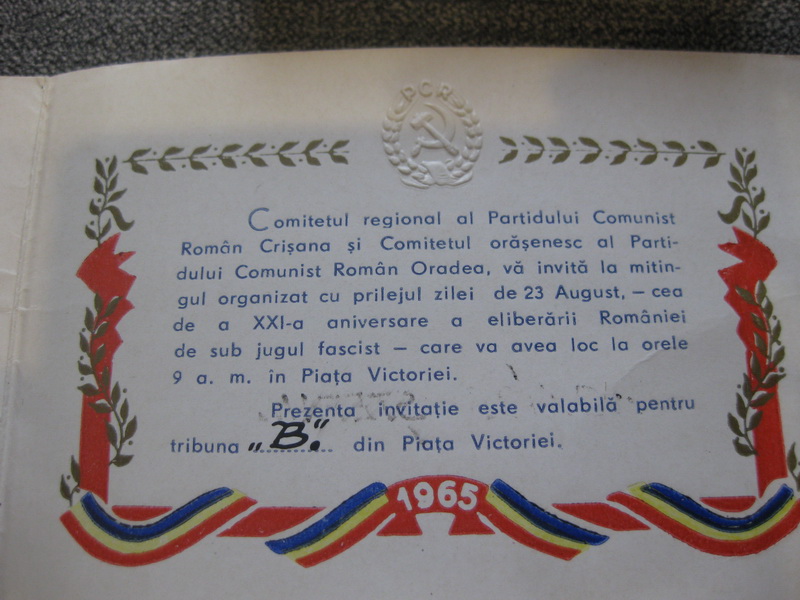 PCR
Comitetul regional al Partidului Comunist
Român Crișana și Comitetul orășenesc al Parti-
dului Comunist Român Oradea, vă invită la mitin-
gul organizat cu prilejul zilei de 23 August, – cea
de a XXI-a aniversare a eliberării României
de sub jugul fascist – care va avea loc la orele
9 a. m. în Piața Victoriei.
Prezenta invitație este valabilă pentru
tribuna „B." din Piața Victoriei.
1965